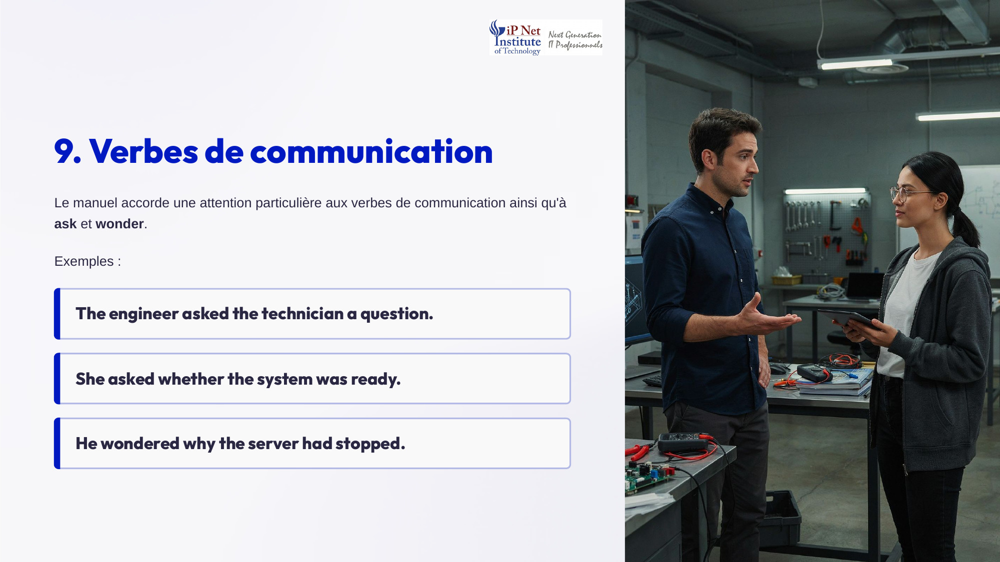 iP Net
Institute
of Technology
Next Generation
IT Professionnels
9. Verbes de communication
Le manuel accorde une attention particulière aux verbes de communication ainsi qu'à
ask et wonder.
Exemples :
The engineer asked the technician a question.
She asked whether the system was ready.
He wondered why the server had stopped.